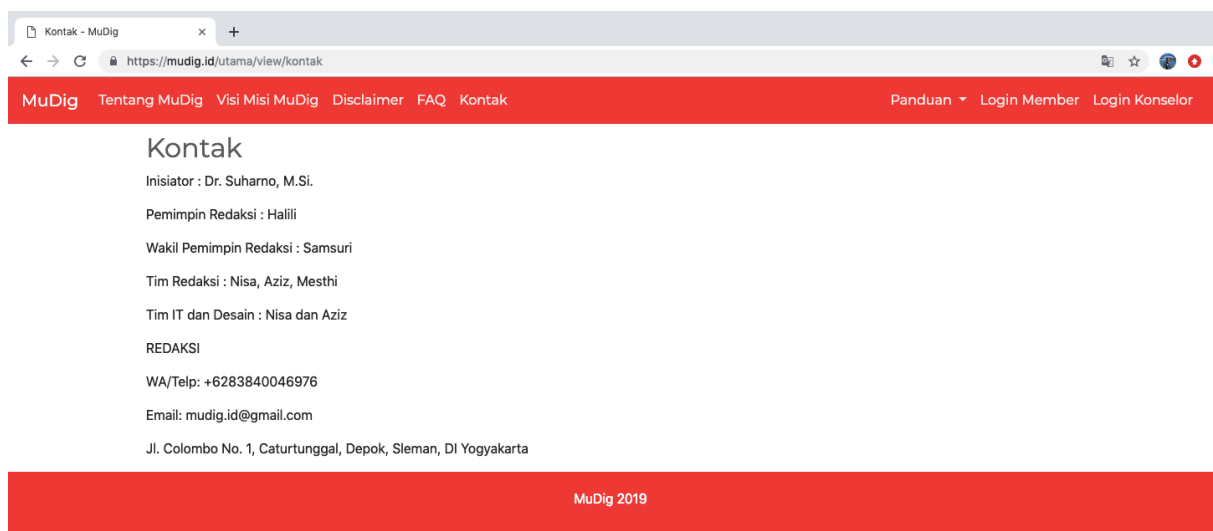 Kontak - MuDig
https://mudig.id/utama/view/kontak
MuDig Tentang MuDig Visi Misi MuDig Disclaimer FAQ Kontak Panduan Login Member Login Konselor
Kontak
Inisiator : Dr. Suharno, M.Si.
Pemimpin Redaksi : Halili
Wakil Pemimpin Redaksi : Samsuri
Tim Redaksi : Nisa, Aziz, Mesthi
Tim IT dan Desain : Nisa dan Aziz
REDAKSI
WA/Telp: +6283840046976
Email: mudig.id@gmail.com
Jl. Colombo No. 1, Caturtunggal, Depok, Sleman, DI Yogyakarta
MuDig 2019